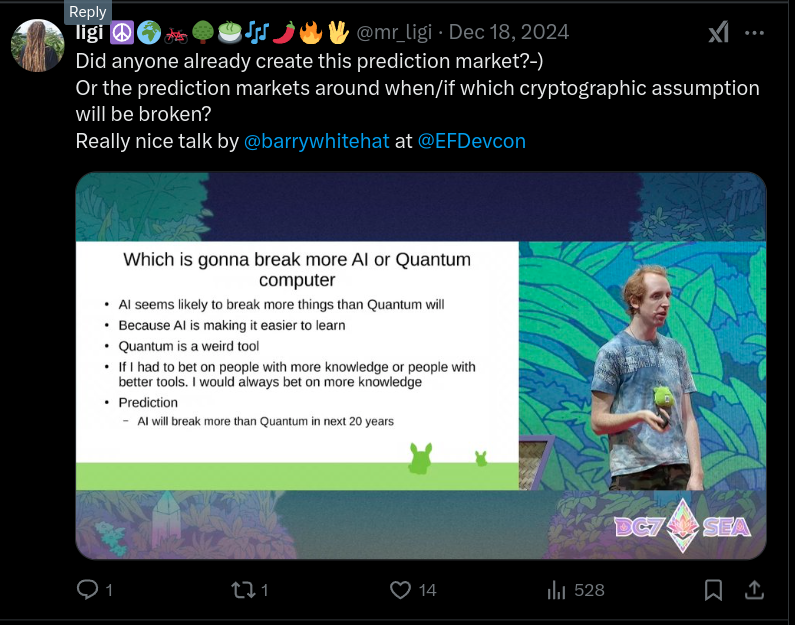 Reply
ligi ☮️🌍🚲🌳🍵🎶🌶️🔥🖖 @mr_ligi · Dec 18, 2024
Did anyone already create this prediction market?-)
Or the prediction markets around when/if which cryptographic assumption
will be broken?
Really nice talk by @barrywhitehat at @EFDevcon
Which is gonna break more AI or Quantum
computer
• AI seems likely to break more things than Quantum will
• Because AI is making it easier to learn
• Quantum is a weird tool
• If I had to bet on people with more knowledge or people with
better tools. I would always bet on more knowledge
• Prediction
– AI will break more than Quantum in next 20 years
DC7 SEA
1 1 14 528